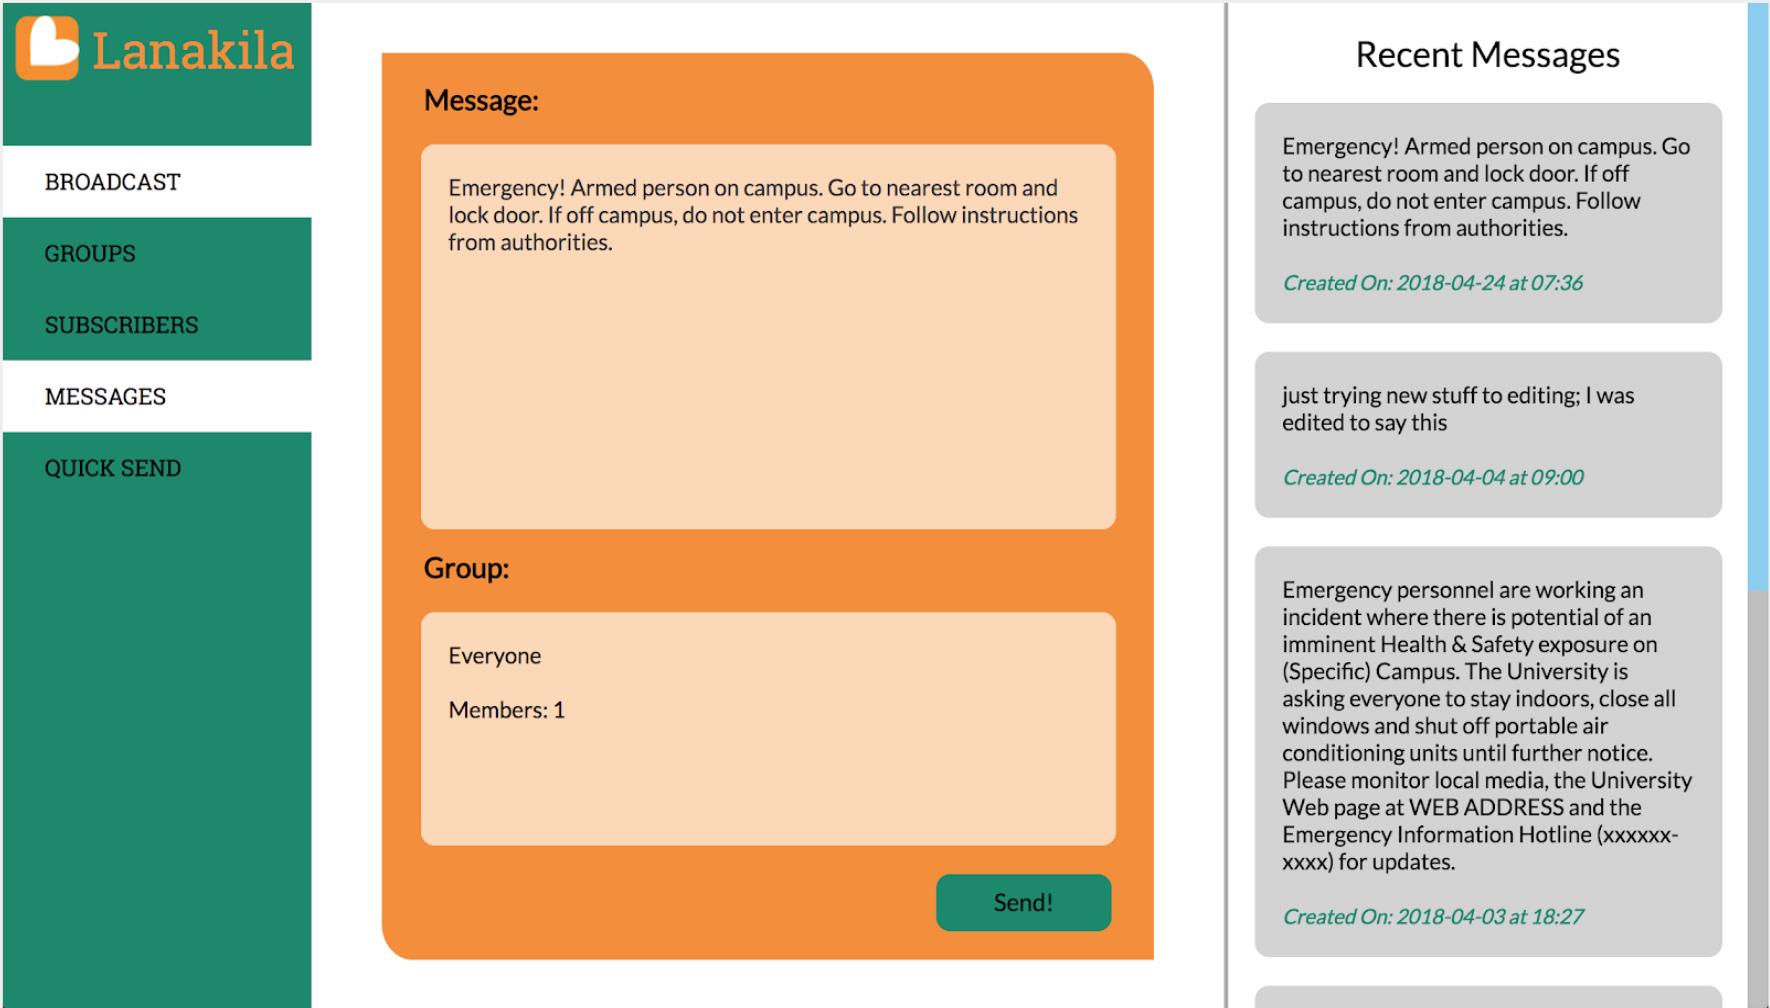 Lanakila
BROADCAST
GROUPS
SUBSCRIBERS
MESSAGES
QUICK SEND
Message:
Emergency! Armed person on campus. Go to nearest room and
lock door. If off campus, do not enter campus. Follow instructions
from authorities.
Group:
Everyone
Members: 1
Send!
Recent Messages
Emergency! Armed person on campus. Go
to nearest room and lock door. If off
campus, do not enter campus. Follow
instructions from authorities.
Created On: 2018-04-24 at 07:36
just trying new stuff to editing; I was
edited to say this
Created On: 2018-04-04 at 09:00
Emergency personnel are working an
incident where there is potential of an
imminent Health & Safety exposure on
(Specific) Campus. The University is
asking everyone to stay indoors, close all
windows and shut off portable air
conditioning units until further notice.
Please monitor local media, the University
Web page at WEB ADDRESS and the
Emergency Information Hotline (xxxxxx-
xxxx) for updates.
Created On: 2018-04-03 at 18:27